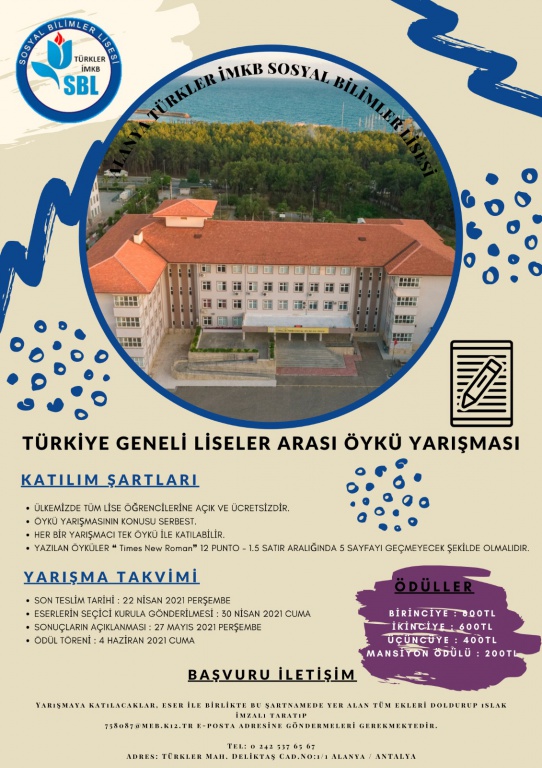 SOSYAL BİLİMLER LİSESİ
TÜRKLER
İMKB
SBL
ALANYA TÜRKLER İMKB SOSYAL BİLİMLER LİSESİ
TÜRKİYE GENELİ LİSELER ARASI ÖYKÜ YARIŞMASI
KATILIM ŞARTLARI
• ÜLKEMİZDE TÜM LİSE ÖĞRENCİLERİNE AÇIK VE ÜCRETSİZDİR.
• ÖYKÜ YARIŞMASININ KONUSU SERBEST.
• HER BİR YARIŞMACI TEK ÖYKÜ İLE KATILABİLİR.
• YAZILAN ÖYKÜLER " Times New Roman" 12 PUNTO - 1.5 SATIR ARALIĞINDA 5 SAYFAYI GEÇMEYECEK ŞEKİLDE OLMALIDIR.
YARIŞMA TAKVİMİ
• SON TESLİM TARİHİ : 22 NİSAN 2021 PERŞEMBE
• ESERLERİN SEÇİCİ KURULA GÖNDERİLMESİ : 30 NİSAN 2021 CUMA
• SONUÇLARIN AÇIKLANMASI : 27 MAYIS 2021 PERŞEMBE
• ÖDÜL TÖRENİ : 4 HAZİRAN 2021 CUMA
ÖDÜLLER
BİRİNCİYE : 800TL
İKİNCİYE : 600TL
ÜÇÜNCÜYE : 400TL
MANSİYON ÖDÜLÜ : 200TL
BAŞVURU İLETİŞİM
YARIŞMAYA KATıLACAKLAR, ESER İLE BİRLİKTE BU ŞARTNAMEDE YER ALAN TÜM EKLERİ DOLDURUP ıSLAK
İMZALI TARATıP
758087@MEB.K12.TR E-POSTA ADRESİNE GÖNDERMELERİ GEREKMEKTEDİR.
TEL: 0 242 537 65 67
ADRES: TÜRKLER MAH. DELİKTAŞ CAD.NO:1/1 ALANYA / ANTALYA